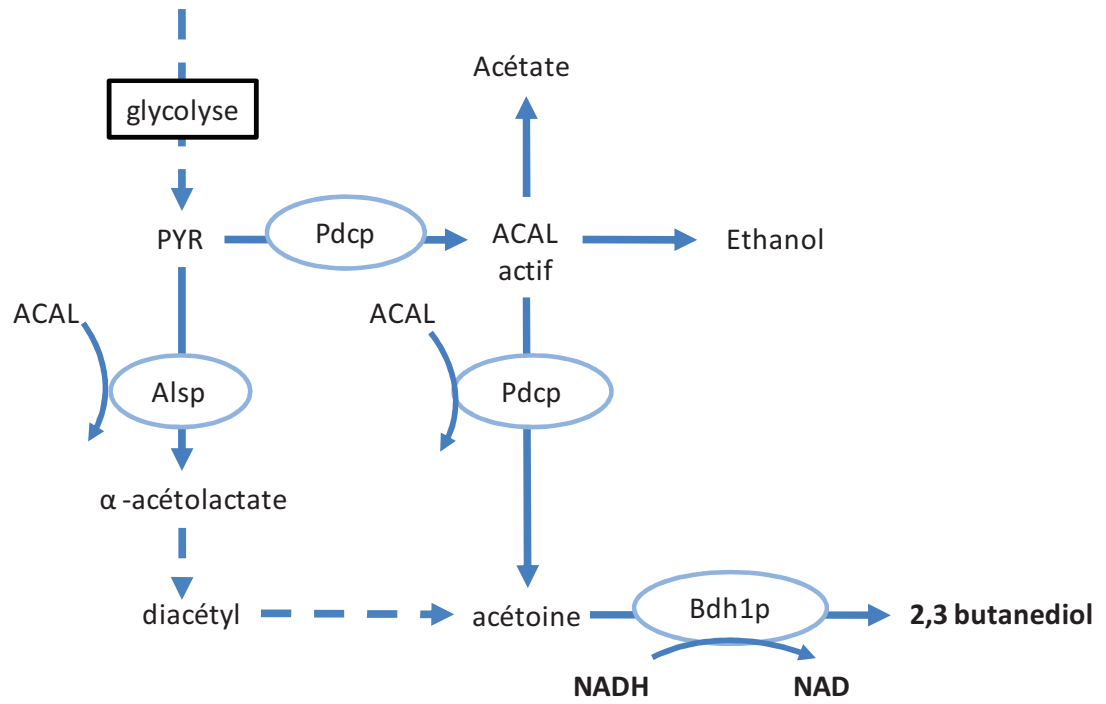 Acétate
glycolyse
PYR
Pdcp
ACAL
actif
Ethanol
ACAL
ACAL
Alsp
Pdcp
α -acétolactate
diacétyl
acétoine
Bdh1p
2,3 butanediol
NADH
NAD